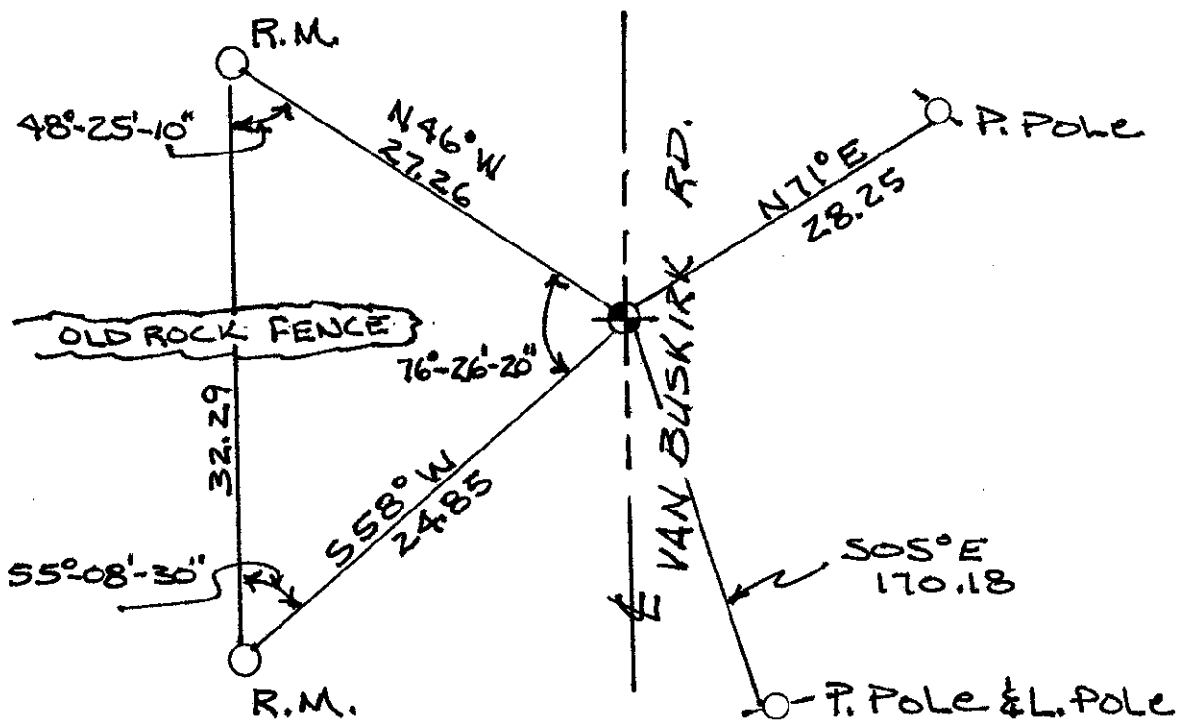 R.M.
48°-25'-10"
N46°W
27.26
VAN BUSKIRK RD.
N71°E
28.25
P. POLE
OLD ROCK FENCE
76°-26'-20"
32.29
S58°W
24.85
55°-08'-30"
R.M.
℄
S05°E
170.18
P. POLE & L. POLE